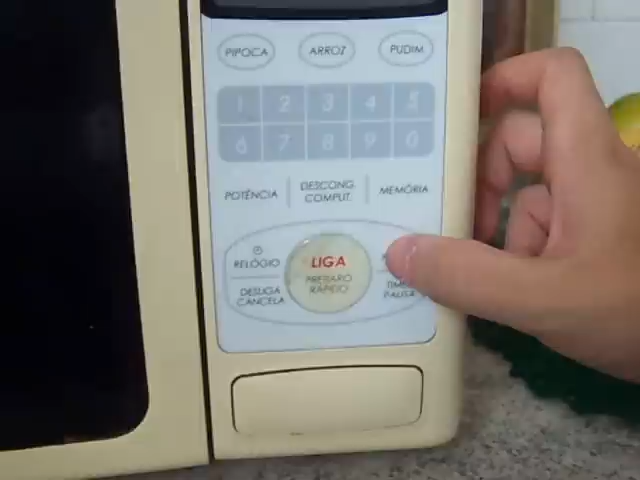 PIPOCA ARROZ PUDIM
1 2 3 4 5
6 7 8 9 0
POTÊNCIA DESCONG. COMPUT. MEMÓRIA
RELÓGIO
LIGA
PREPARO
RÁPIDO
DESLIGA
CANCELA
PAUSA